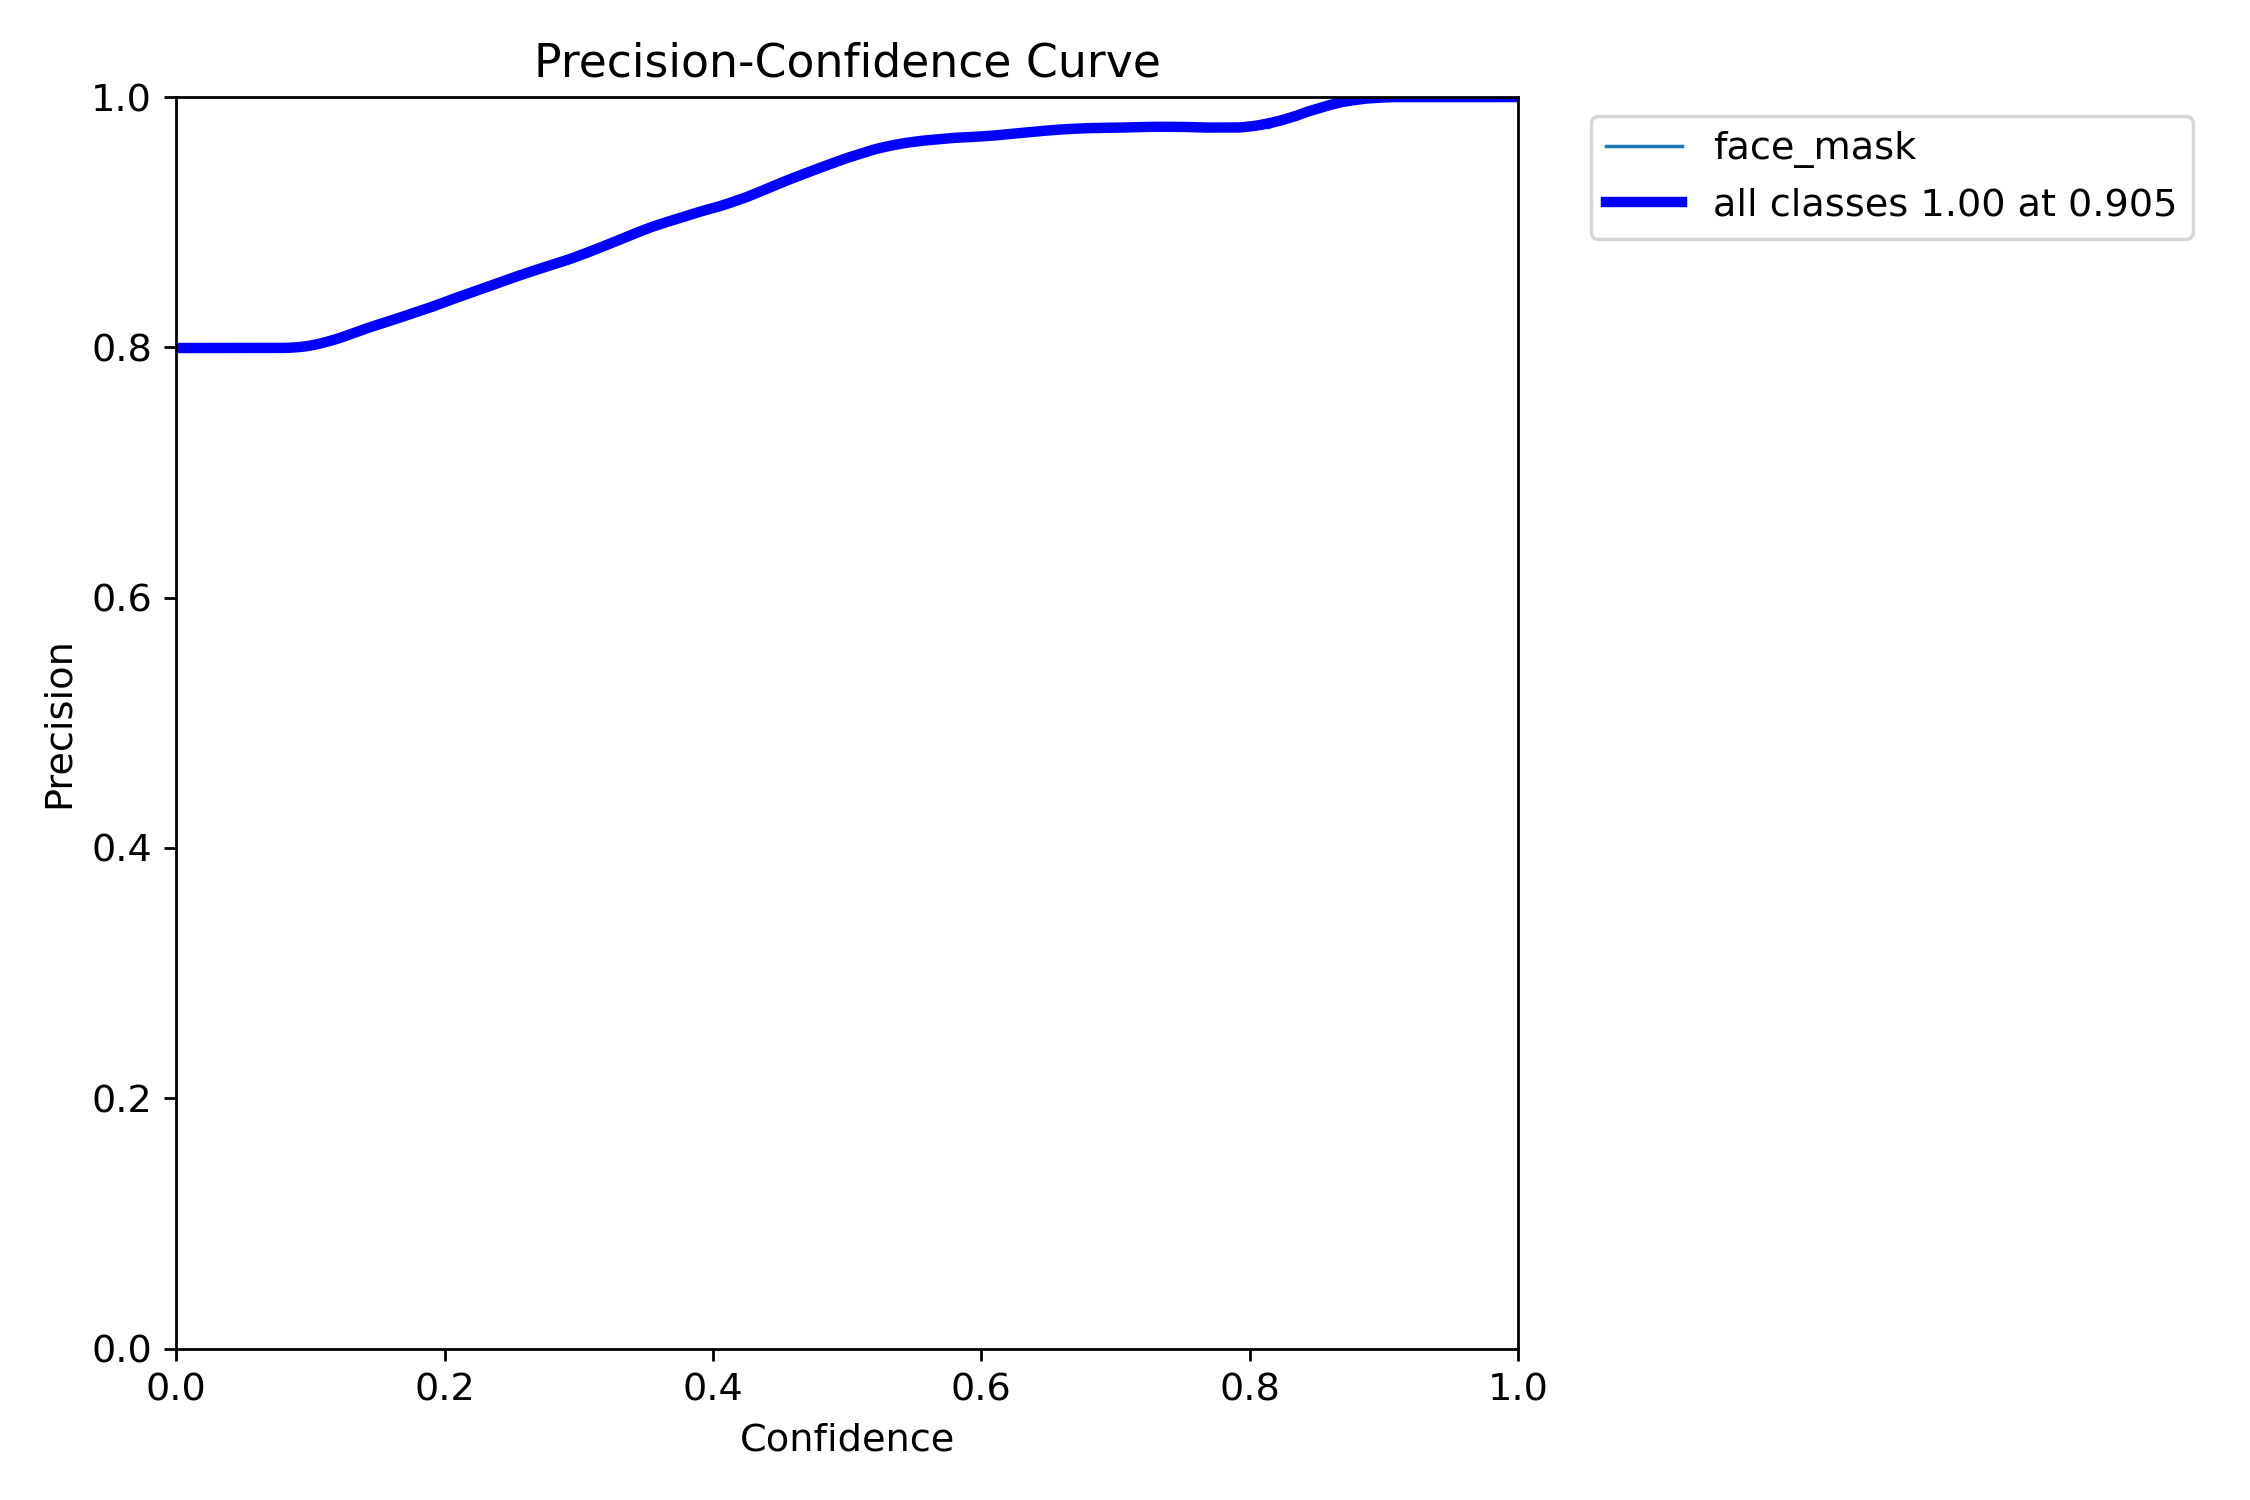 Precision-Confidence Curve
1.0
0.8
0.6
0.4
0.2
0.0
Precision
0.0 0.2 0.4 0.6 0.8 1.0
Confidence
face_mask
all classes 1.00 at 0.905